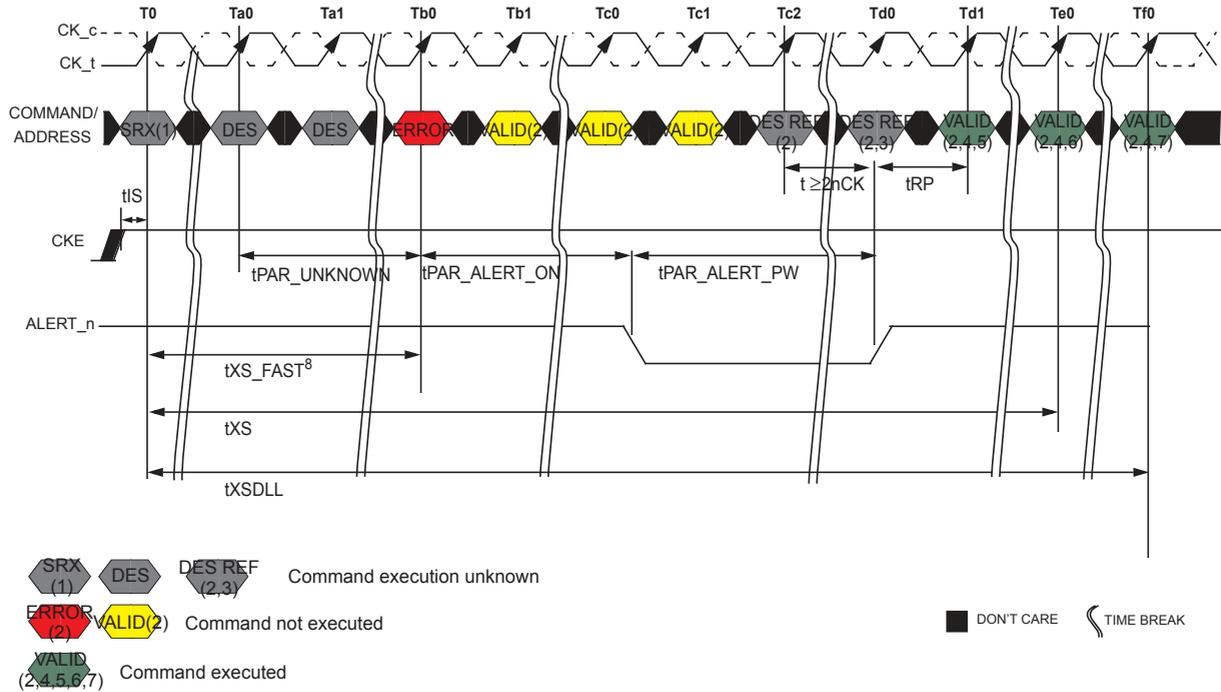 T0 Ta0 Ta1 Tb0 Tb1 Tc0 Tc1 Tc2 Td0 Td1 Te0 Tf0
CK_c
CK_t
COMMAND/
ADDRESS
SRX(1) DES DES ERROR VALID(2) VALID(2) VALID(2) DES REF
(2) DES REF
(2,3) VALID
(2,4,5) VALID
(2,4,6) VALID
(2,4,7)
t ≥2nCK tRP
tIS
CKE
tPAR_UNKNOWN tPAR_ALERT_ON tPAR_ALERT_PW
ALERT_n
tXS_FAST8
tXS
tXSDLL
SRX
(1) DES DES REF
(2,3) Command execution unknown
ERROR
(2) VALID(2) Command not executed
DON'T CARE TIME BREAK
VALID
(2,4,5,6,7) Command executed